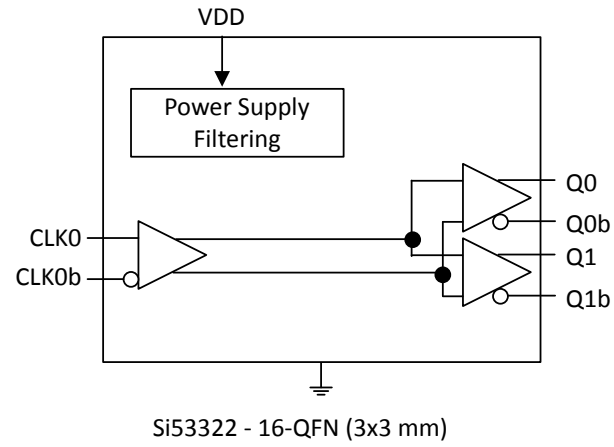 VDD
Power Supply
Filtering
CLK0
CLK0b
Q0
Q0b
Q1
Q1b
Si53322 - 16-QFN (3x3 mm)